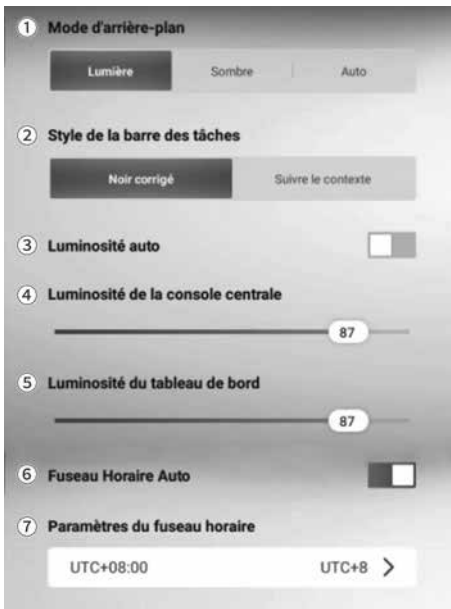 ① Mode d'arrière-plan
Lumière Sombre Auto
② Style de la barre des tâches
Noir corrigé Suivre le contexte
③ Luminosité auto
④ Luminosité de la console centrale
87
⑤ Luminosité du tableau de bord
87
⑥ Fuseau Horaire Auto
⑦ Paramètres du fuseau horaire
UTC+08:00 UTC+8